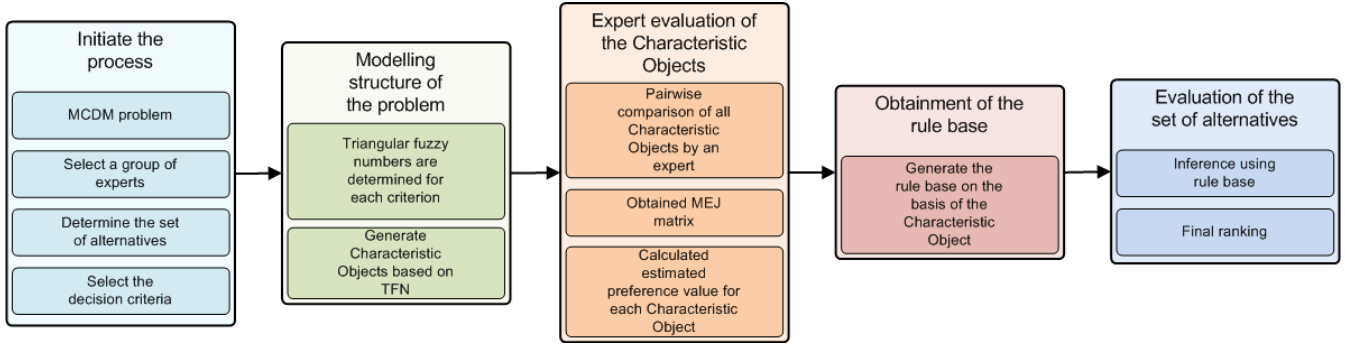 Initiate the
process
MCDM problem
Select a group of
experts
Determine the set
of alternatives
Select the
decision criteria
Modelling
structure of
the problem
Triangular fuzzy
numbers are
determined for
each criterion
Generate
Characteristic
Objects based on
TFN
Expert evaluation of
the Characteristic
Objects
Pairwise
comparison of all
Characteristic
Objects by an
expert
Obtained MEJ
matrix
Calculated
estimated
preference value for
each Characteristic
Object
Obtainment of the
rule base
Generate the
rule base on the
basis of the
Characteristic
Object
Evaluation of the
set of alternatives
Inference using
rule base
Final ranking